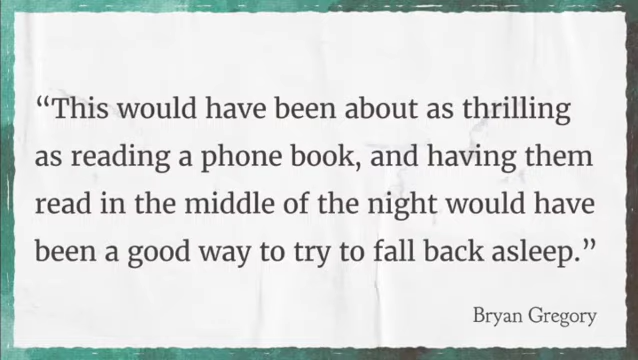 “This would have been about as thrilling
as reading a phone book, and having them
read in the middle of the night would have
been a good way to try to fall back asleep.”
Bryan Gregory